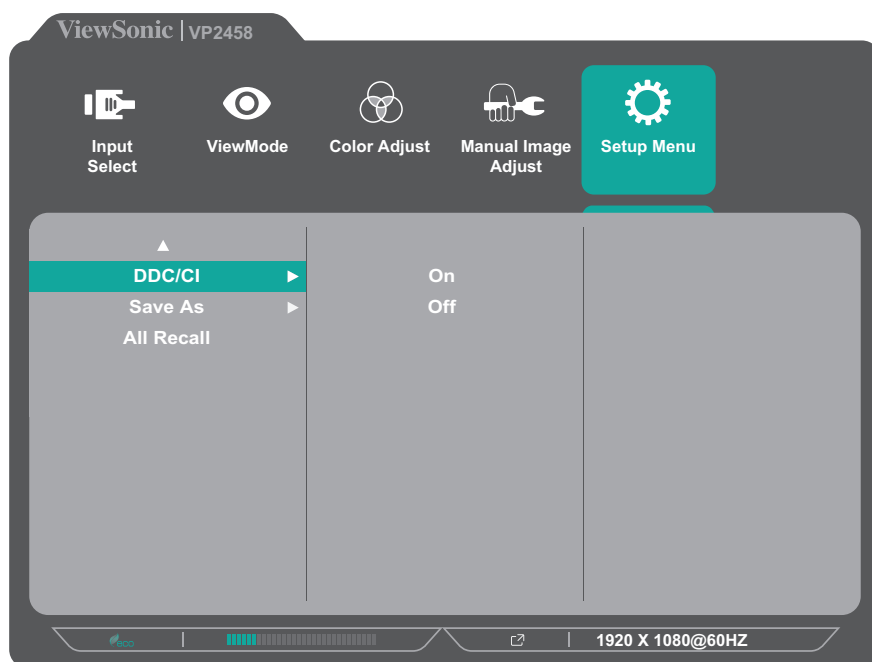 ViewSonic | VP2458
Input
Select
ViewMode
Color Adjust
Manual Image
Adjust
Setup Menu
DDC/CI
On
Save As
Off
All Recall
eco
1920 X 1080@60HZ